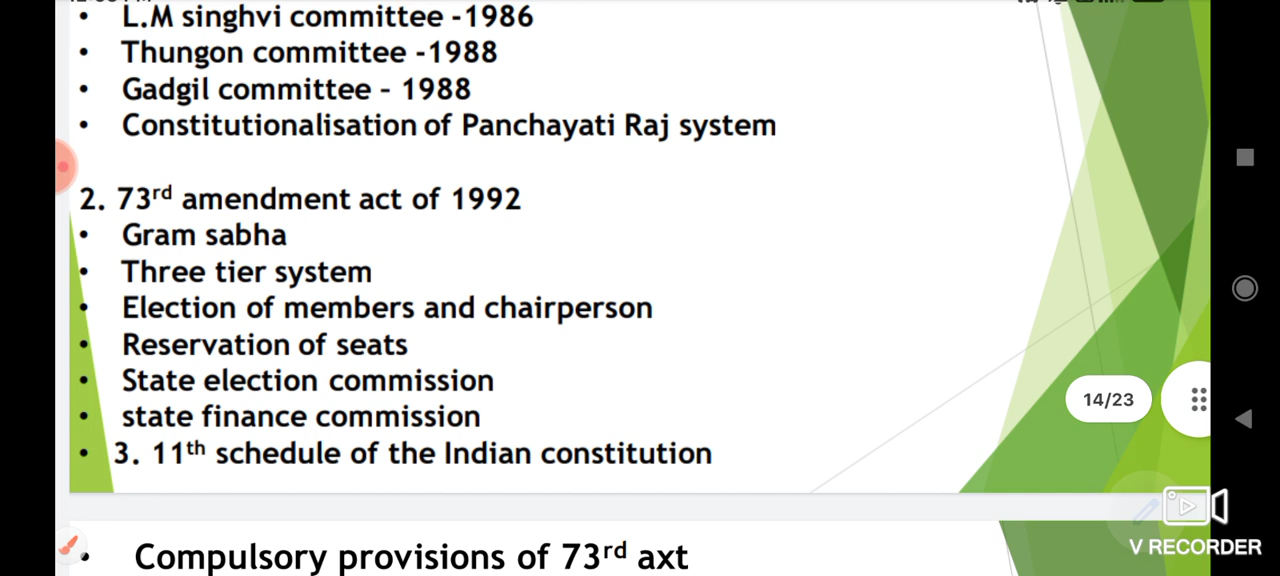 • L.M singhvi committee -1986
• Thungon committee -1988
• Gadgil committee - 1988
• Constitutionalisation of Panchayati Raj system
2. 73rd amendment act of 1992
• Gram sabha
• Three tier system
• Election of members and chairperson
• Reservation of seats
• State election commission
• state finance commission
• 3. 11th schedule of the Indian constitution
14/23
V RECORDER
• Compulsory provisions of 73rd axt